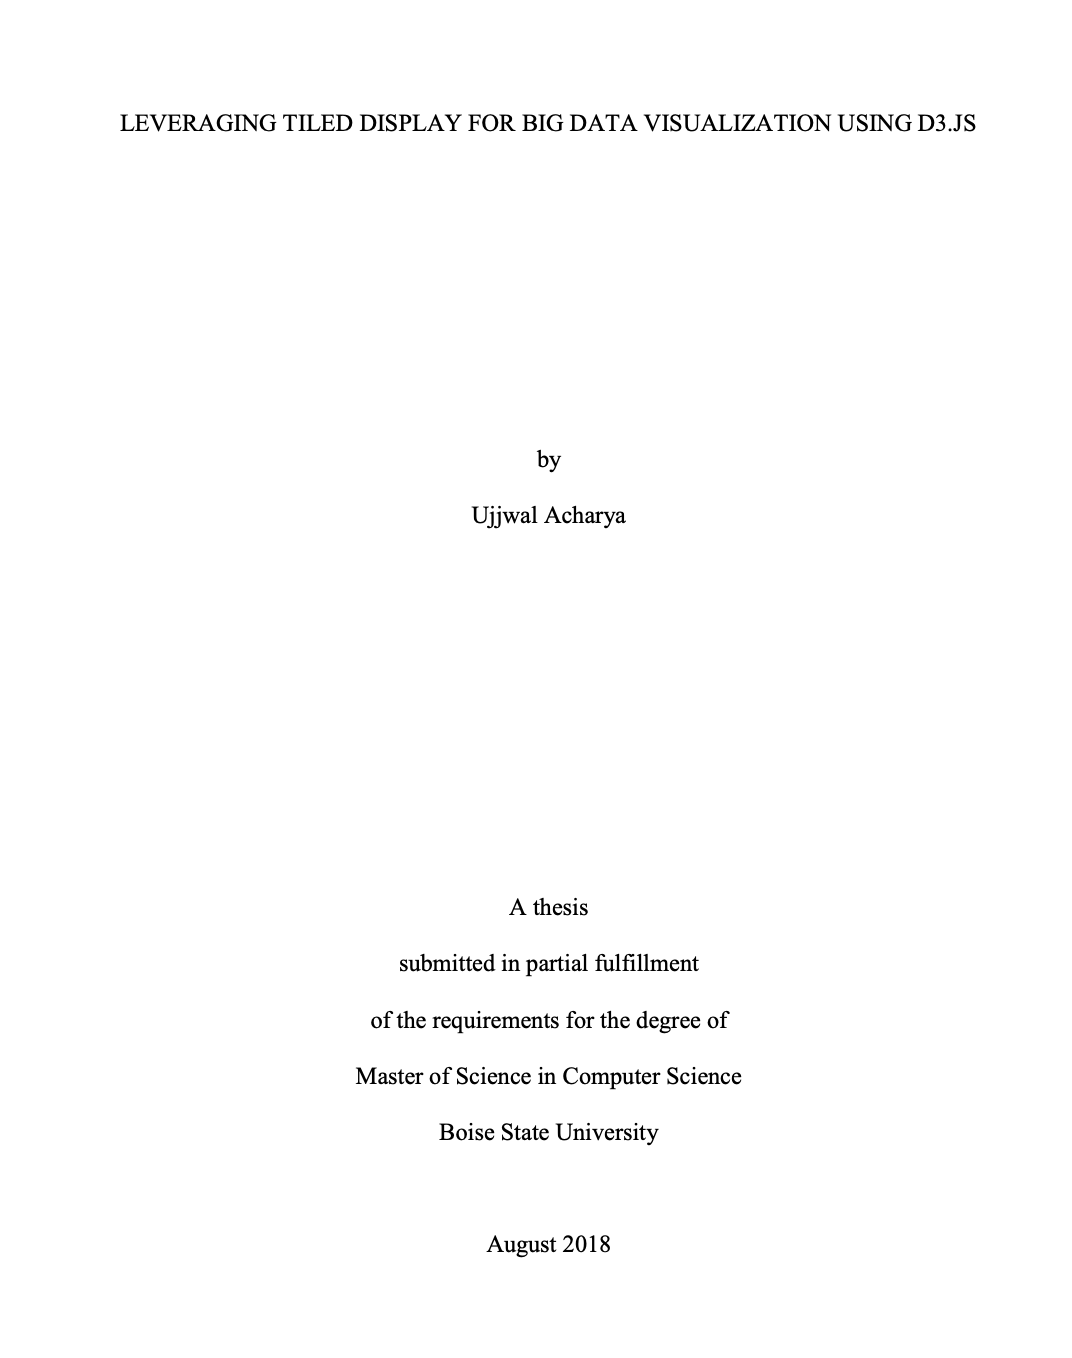 LEVERAGING TILED DISPLAY FOR BIG DATA VISUALIZATION USING D3.JS
by
Ujjwal Acharya
A thesis
submitted in partial fulfillment
of the requirements for the degree of
Master of Science in Computer Science
Boise State University
August 2018